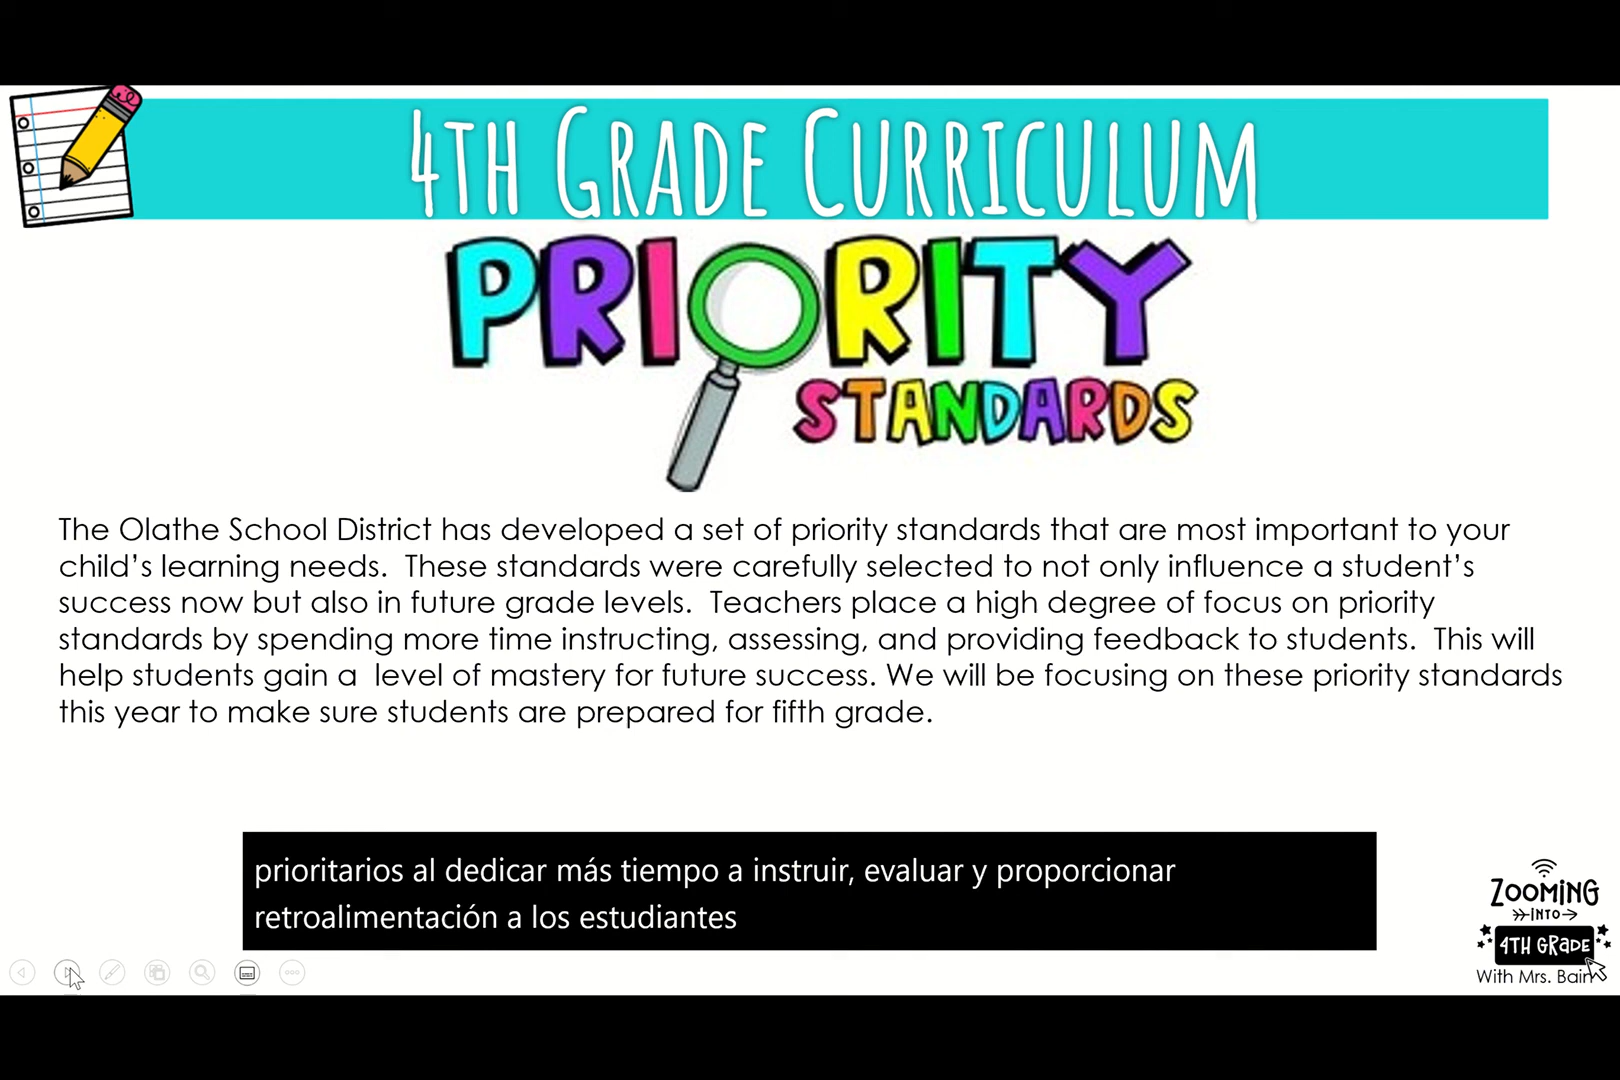 4TH GRADE CURRICULUM
PRIORITY
STANDARDS
The Olathe School District has developed a set of priority standards that are most important to your
child's learning needs.  These standards were carefully selected to not only influence a student's
success now but also in future grade levels.  Teachers place a high degree of focus on priority
standards by spending more time instructing, assessing, and providing feedback to students.  This will
help students gain a  level of mastery for future success. We will be focusing on these priority standards
this year to make sure students are prepared for fifth grade.
prioritarios al dedicar más tiempo a instruir, evaluar y proporcionar
retroalimentación a los estudiantes
ZOOMING
INTO
4TH GRADE
With Mrs. Bain